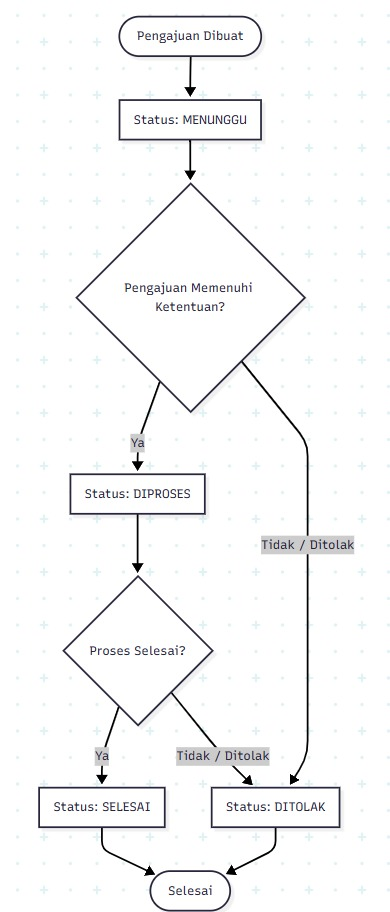 Pengajuan Dibuat
Status: MENUNGGU
Pengajuan Memenuhi
Ketentuan?
Ya
Status: DIPROSES
Tidak / Ditolak
Proses Selesai?
Ya
Tidak / Ditolak
Status: SELESAI
Status: DITOLAK
Selesai